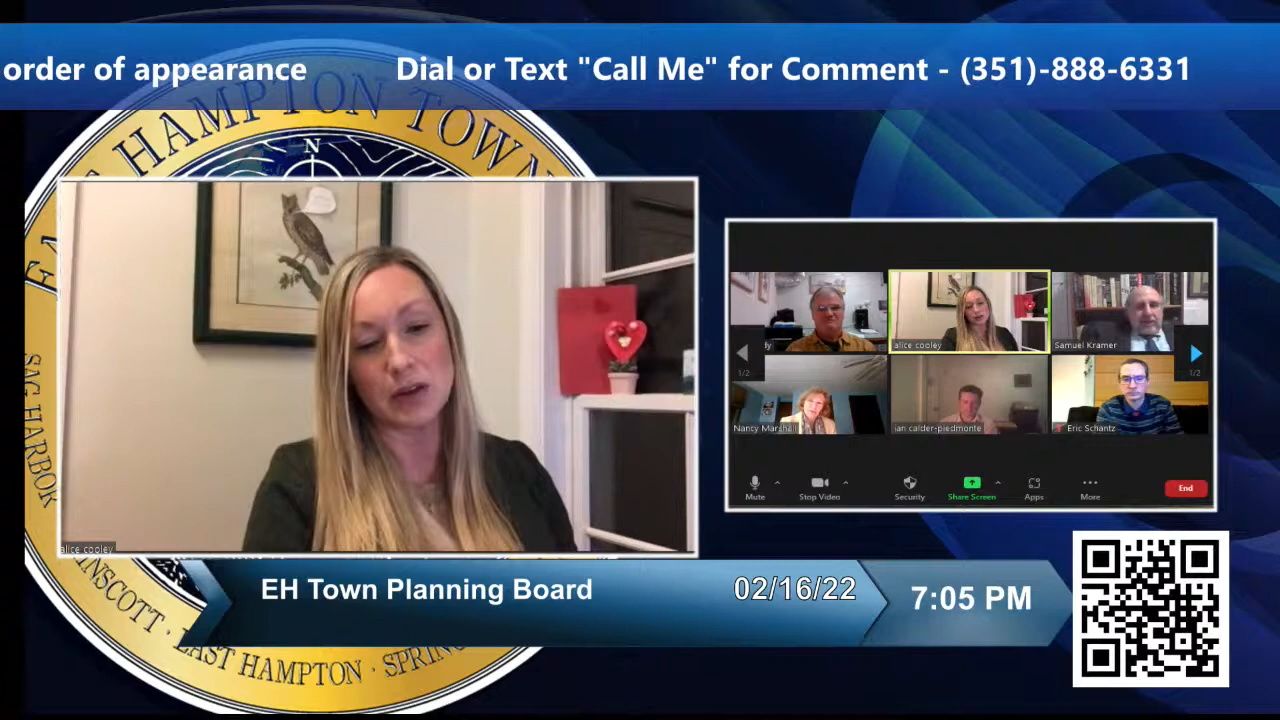 order of appearance Dial or Text "Call Me" for Comment - (351)-888-6331
HAMPTON TOWN
N
alice cooley
Samuel Kramer
1/2
1/2
Nancy Marshall
ian calder-piedmonte
Eric Schantz
Mute
Stop Video
Security
Share Screen
Apps
More
End
alice cooley
SAG HARBOR
EH Town Planning Board
02/16/22
7:05 PM
EAST HAMPTON